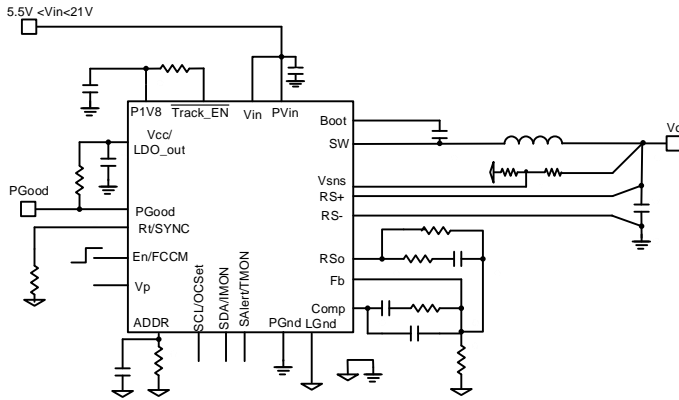 5.5V <Vin<21V
P1V8
Track_EN
Vin
PVin
Boot
Vcc/
LDO_out
SW
Vo
Vsns
PGood
RS+
PGood
RS-
Rt/SYNC
En/FCCM
RSo
Vp
Fb
Comp
ADDR
SCL/OCSet
SDA/IMON
SAlert/TMON
PGnd
LGnd